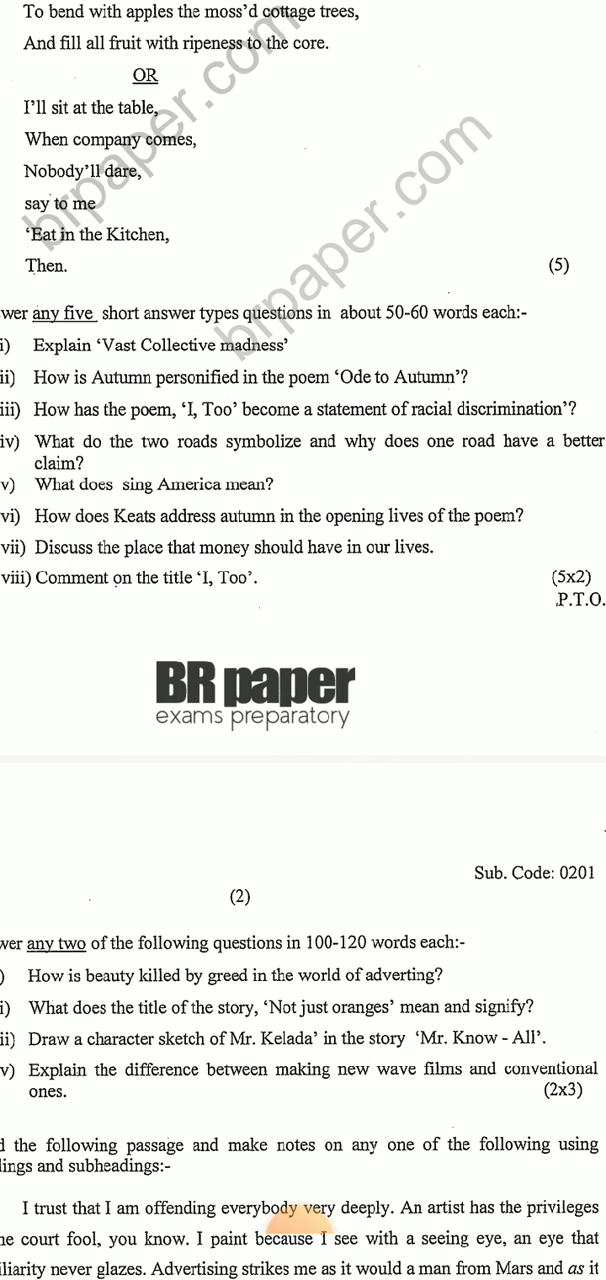 To bend with apples the moss'd cottage trees,
And fill all fruit with ripeness to the core.
OR
I'll sit at the table,
When company comes,
Nobody'll dare,
say to me
'Eat in the Kitchen,
Then. (5)
wer any five short answer types questions in about 50-60 words each:-
i) Explain 'Vast Collective madness'
ii) How is Autumn personified in the poem 'Ode to Autumn'?
iii) How has the poem, 'I, Too' become a statement of racial discrimination'?
iv) What do the two roads symbolize and why does one road have a better
claim?
v) What does sing America mean?
vi) How does Keats address autumn in the opening lives of the poem?
vii) Discuss the place that money should have in our lives.
viii) Comment on the title 'I, Too'. (5x2)
P.T.O.
brpaper.com
brpaper.com
BR paper
exams preparatory
Sub. Code: 0201
(2)
wer any two of the following questions in 100-120 words each:-
) How is beauty killed by greed in the world of adverting?
i) What does the title of the story, 'Not just oranges' mean and signify?
ii) Draw a character sketch of Mr. Kelada' in the story 'Mr. Know - All'.
v) Explain the difference between making new wave films and conventional
ones. (2x3)
d the following passage and make notes on any one of the following using
lings and subheadings:-
I trust that I am offending everybody very deeply. An artist has the privileges
he court fool, you know. I paint because I see with a seeing eye, an eye that
iliarity never glazes. Advertising strikes me as it would a man from Mars and as it